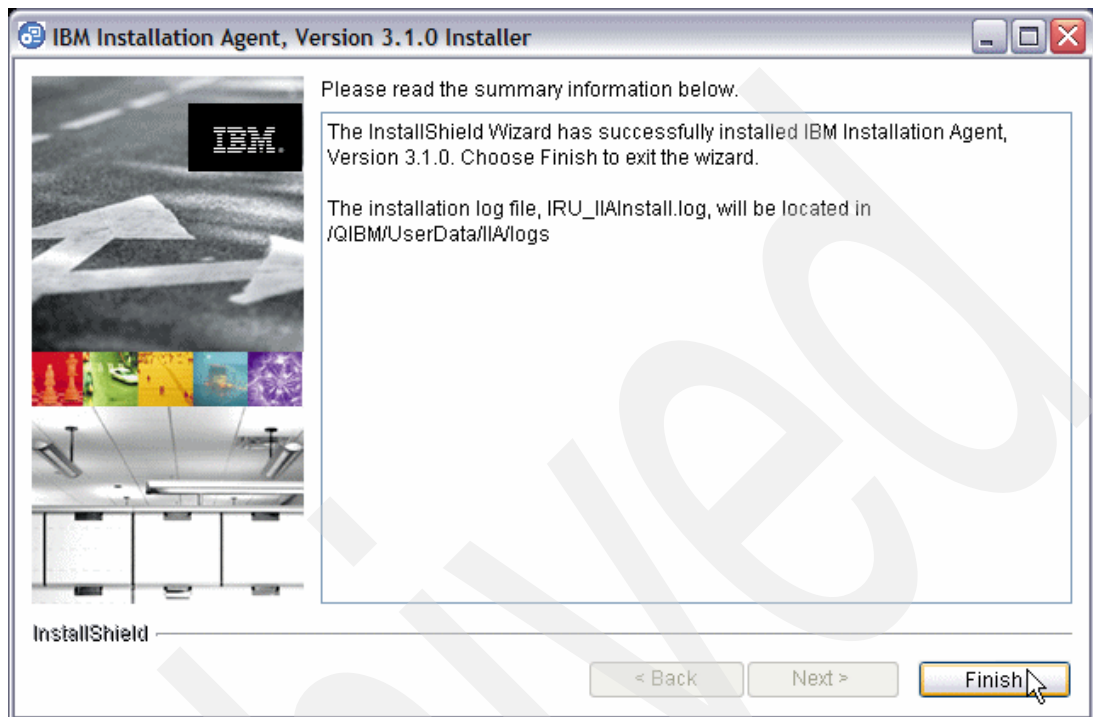 IBM Installation Agent, Version 3.1.0 Installer
IBM.
Please read the summary information below.
The InstallShield Wizard has successfully installed IBM Installation Agent,
Version 3.1.0. Choose Finish to exit the wizard.
The installation log file, IRU_IIAInstall.log, will be located in
/QIBM/UserData/IIA/logs
InstallShield
< Back
Next >
Finish
hived